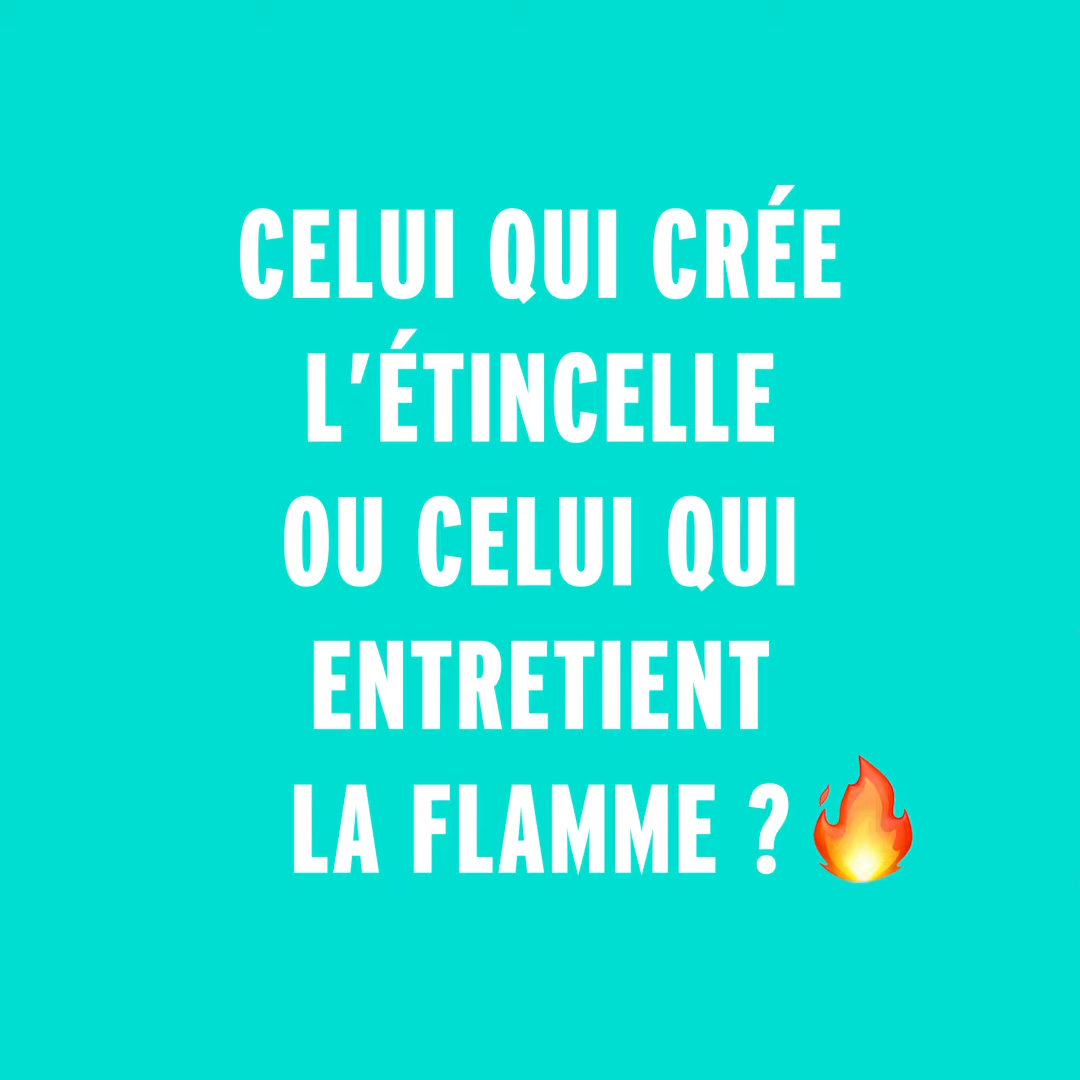 CELUI QUI CRÉE
L’ÉTINCELLE
OU CELUI QUI
ENTRETIENT
LA FLAMME ? 🔥